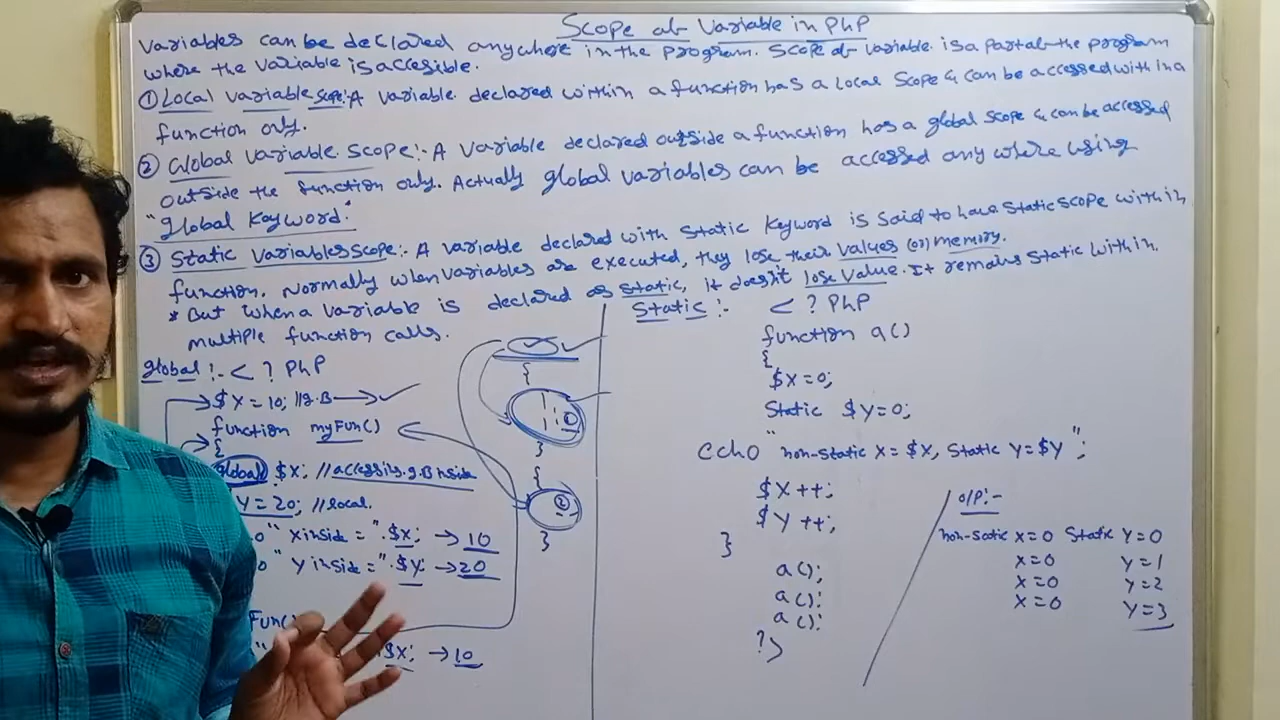 Scope of Variable in PHP
Variables can be declared anywhere in the program. Scope of Variable is a part of the program
where the variable is accesible.
① Local variable scope:- A variable declared within a function has a Local Scope & can be accessed within a
function only.
② Global Variable Scope:- A Variable declared outside a function has a global scope & can be accessed
outside the function only. Actually global variables can be accessed any where using
"global Keyword."
③ Static Variables Scope:- A variable declared with Static Keyword is said to have Static Scope within
function. Normally when variables are executed, they lose their values (or) memory.
* But when a variable is declared as static, it doesn't lose value. It remains static within
multiple function calls.
global :- < ? PHP
$X = 10; //g.B
function myFun()
{
global $X; //accessing g.B inside
Y = 20; //local.
o " X inside = " . $X; → 10
o " Y inside = " . $Y; → 20
Fun()
" $X; → 10
{
①
}
{
②
}
Static :- < ? PHP
function a()
{
$X = 0;
Static $Y=0;
echo " non-static X = $X, Static Y = $Y ";
$X ++;
$Y ++;
}
a();
a();
a();
?>
O/P:-
non-static X = 0 Static Y = 0
X = 0 Y = 1
X = 0 Y = 2
X = 0 Y = 3